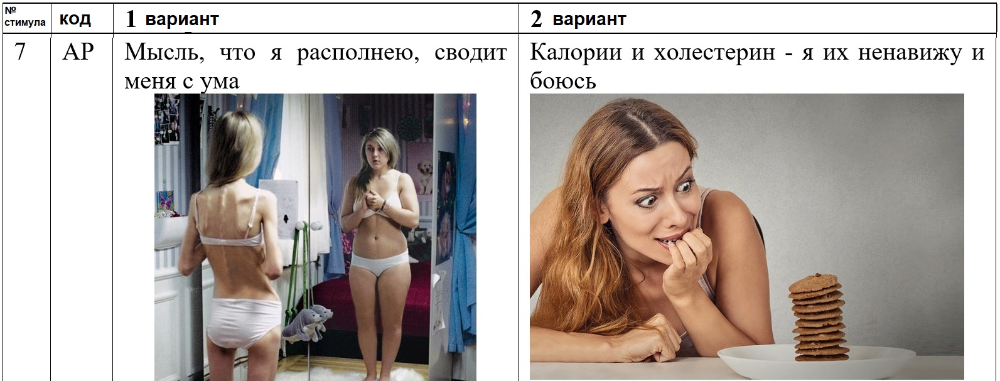 №
стимула
код
1 вариант
2 вариант
7
АР
Мысль, что я располнею, сводит
меня с ума
Калории и холестерин - я их ненавижу и
боюсь